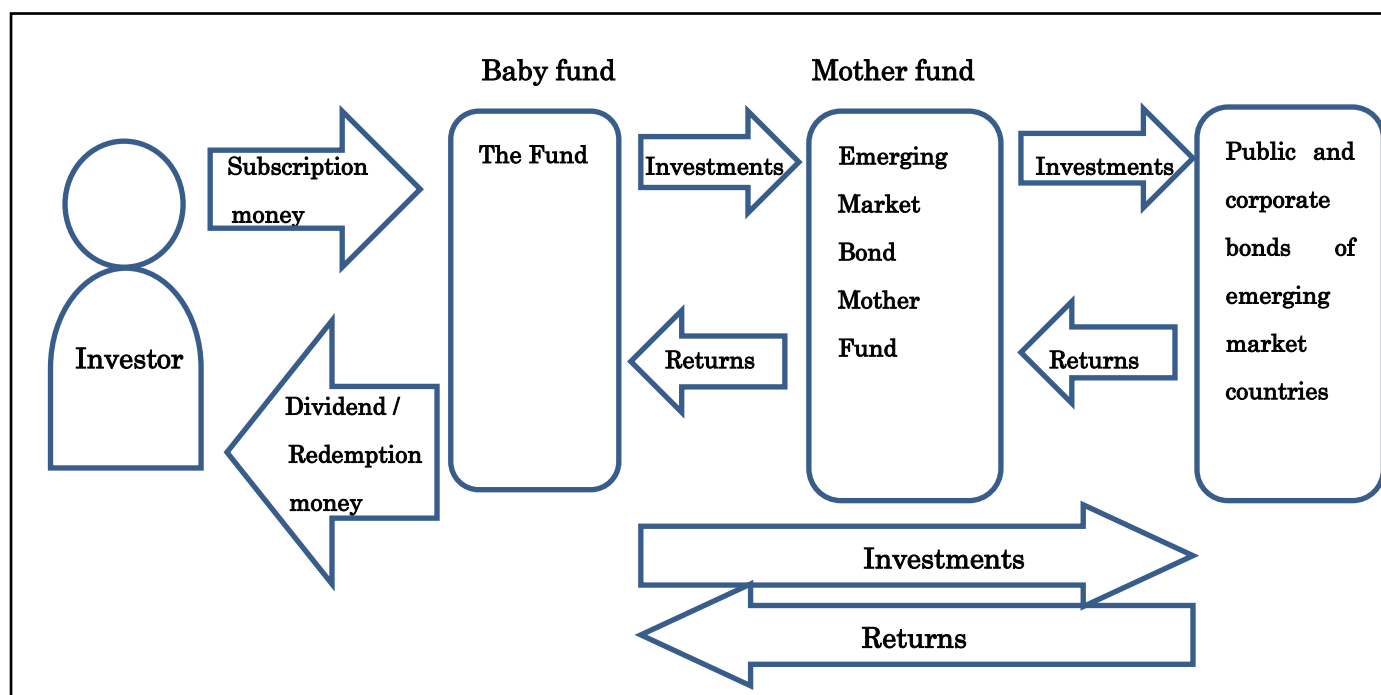 Baby fund
Mother fund
Investor
Subscription
money
Dividend /
Redemption
money
The Fund
Investments
Returns
Emerging
Market
Bond
Mother
Fund
Investments
Returns
Public and
corporate
bonds of
emerging
market
countries
Investments
Returns